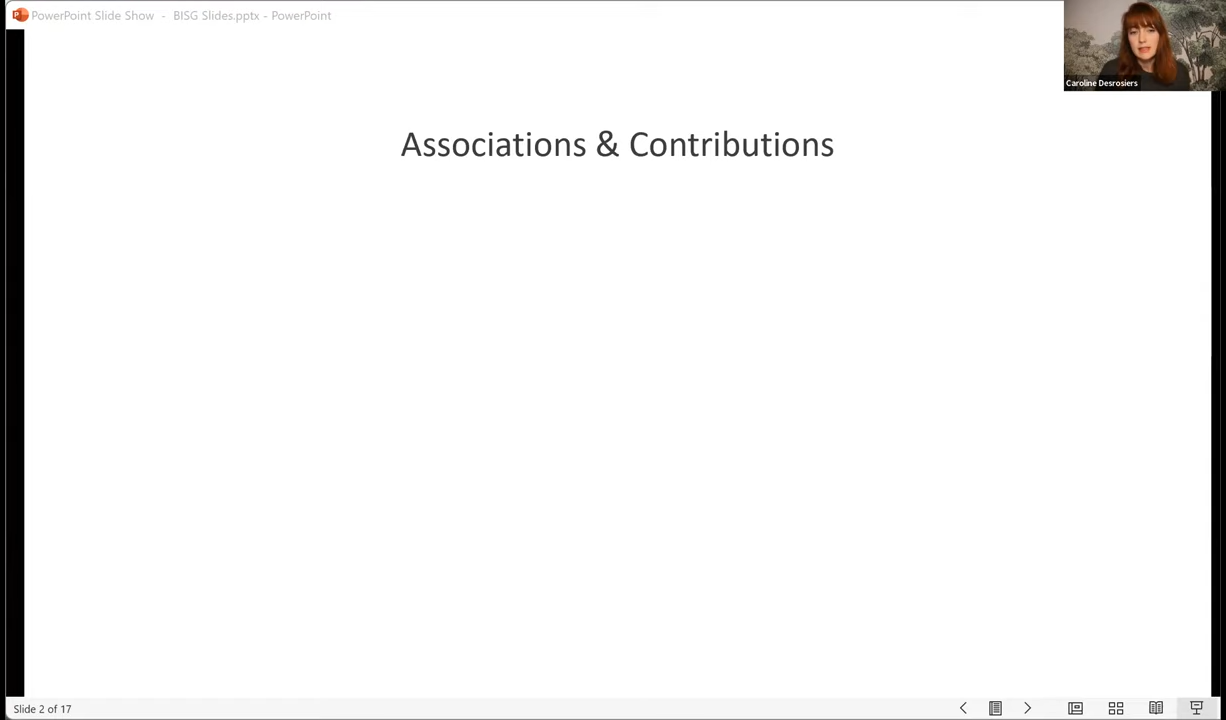 PowerPoint Slide Show - BISG Slides.pptx - PowerPoint
Caroline Desrosiers
Associations & Contributions
Slide 2 of 17